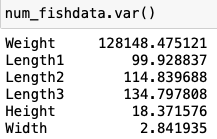 num_fishdata.var()
Weight 128148.475121
Length1 99.928837
Length2 114.839688
Length3 134.797808
Height 18.371576
Width 2.841935